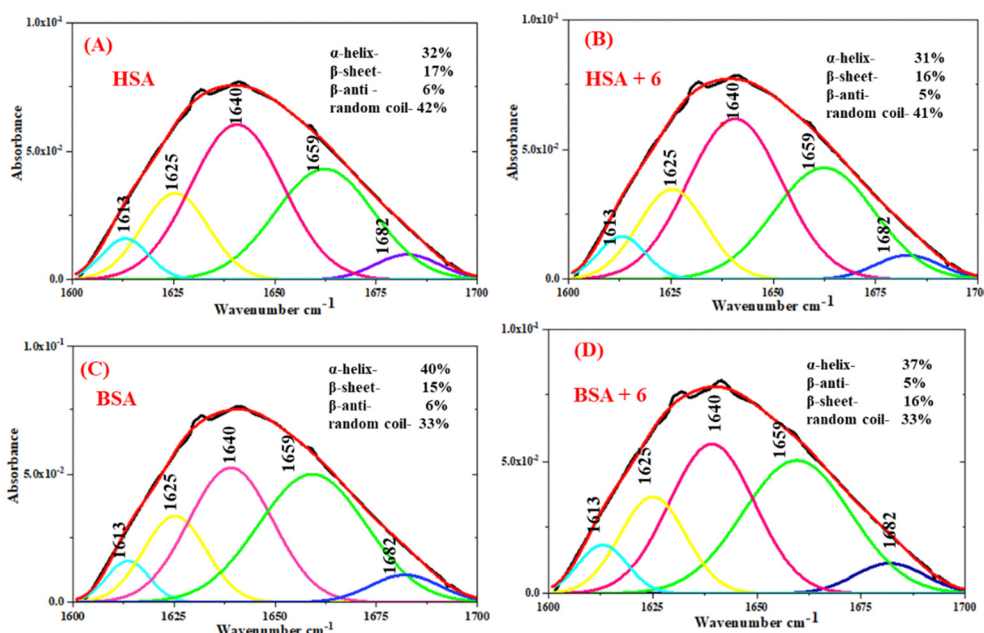 1.0x10-1
(A)
HSA
α-helix- 32%
β-sheet- 17%
β-anti - 6%
random coil- 42%
Absorbance
5.0x10-2
0.0
1613
1625
1640
1659
1682
1600 1625 1650 1675 1700
Wavenumber cm-1
1.0x10-1
(B)
HSA + 6
α-helix- 31%
β-sheet- 16%
β-anti- 5%
random coil- 41%
Absorbance
5.0x10-2
0.0
1613
1625
1640
1659
1682
1600 1625 1650 1675 1700
Wavenumber cm-1
1.0x10-1
(C)
BSA
α-helix- 40%
β-sheet- 15%
β-anti- 6%
random coil- 33%
Absorbance
5.0x10-2
0.0
1613
1625
1640
1659
1682
1600 1625 1650 1675 1700
Wavenumber cm-1
1.0x10-1
(D)
BSA + 6
α-helix- 37%
β-anti- 5%
β-sheet- 16%
random coil- 33%
5.0x10-2
0.0
1613
1625
1640
1659
1682
1600 1625 1650 1675 1700
Wavenumber cm-1